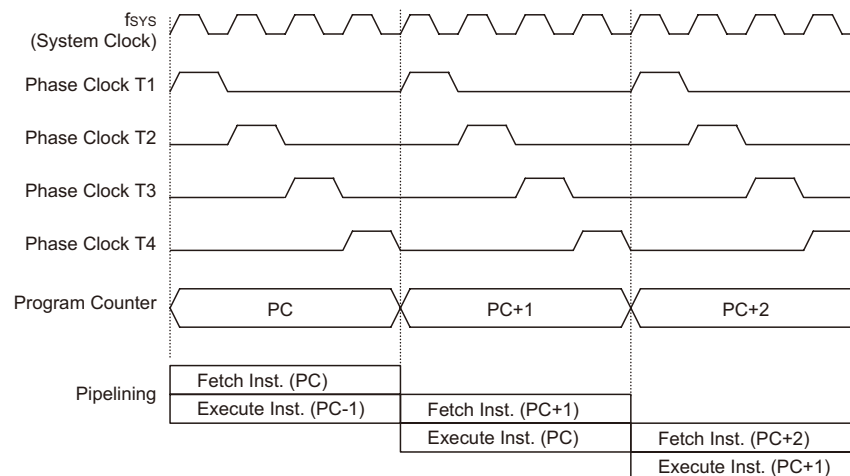 fSYS
(System Clock)
Phase Clock T1
Phase Clock T2
Phase Clock T3
Phase Clock T4
Program Counter
PC
PC+1
PC+2
Pipelining
Fetch Inst. (PC)
Execute Inst. (PC-1)
Fetch Inst. (PC+1)
Execute Inst. (PC)
Fetch Inst. (PC+2)
Execute Inst. (PC+1)